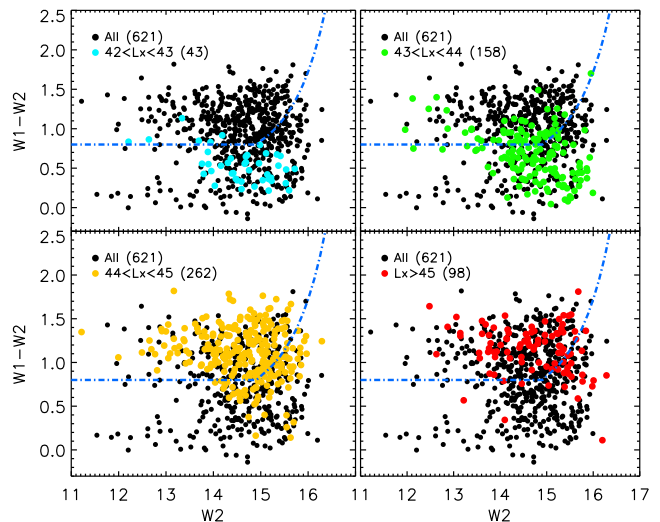 All (621)
42<Lx<43 (43)
All (621)
43<Lx<44 (158)
2.5
2.0
1.5
1.0
0.5
0.0
W1-W2
All (621)
44<Lx<45 (262)
All (621)
Lx>45 (98)
2.5
2.0
1.5
1.0
0.5
0.0
W1-W2
11 12 13 14 15 16 11 12 13 14 15 16 17
W2 W2